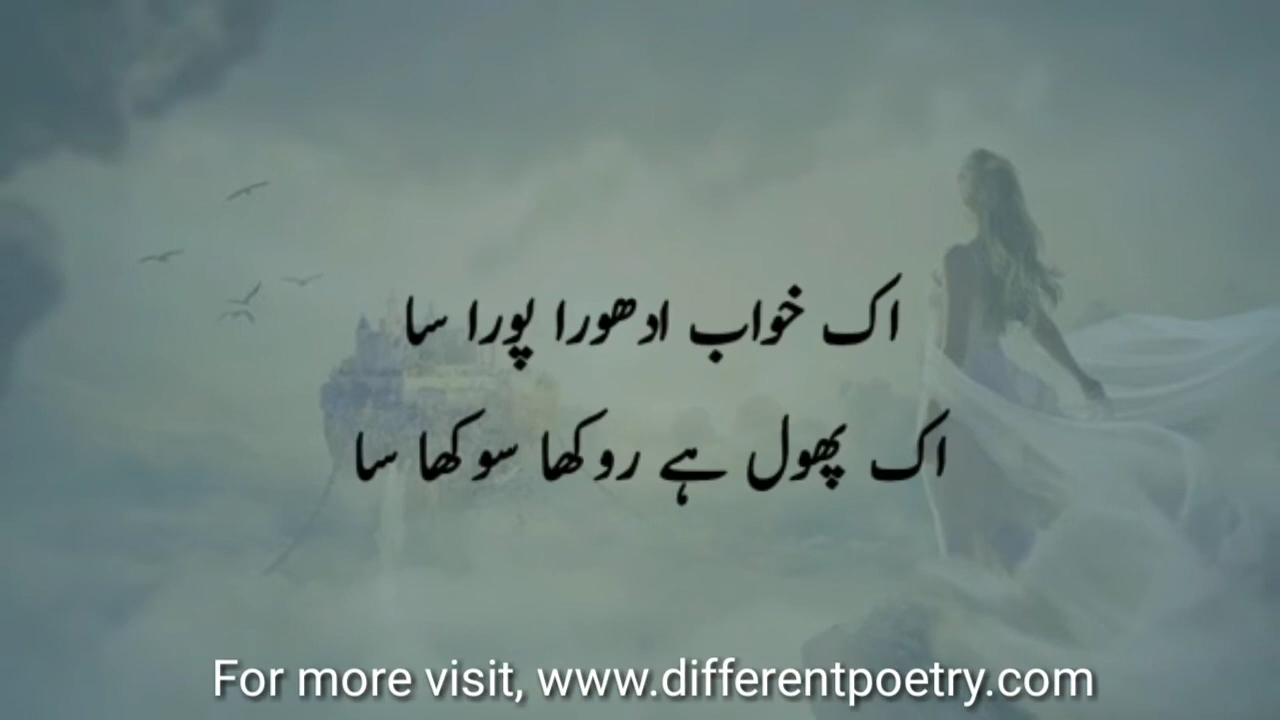 اک خواب ادھورا پورا سا
اک پھول ہے روکھا سوکھا سا
For more visit, www.differentpoetry.com